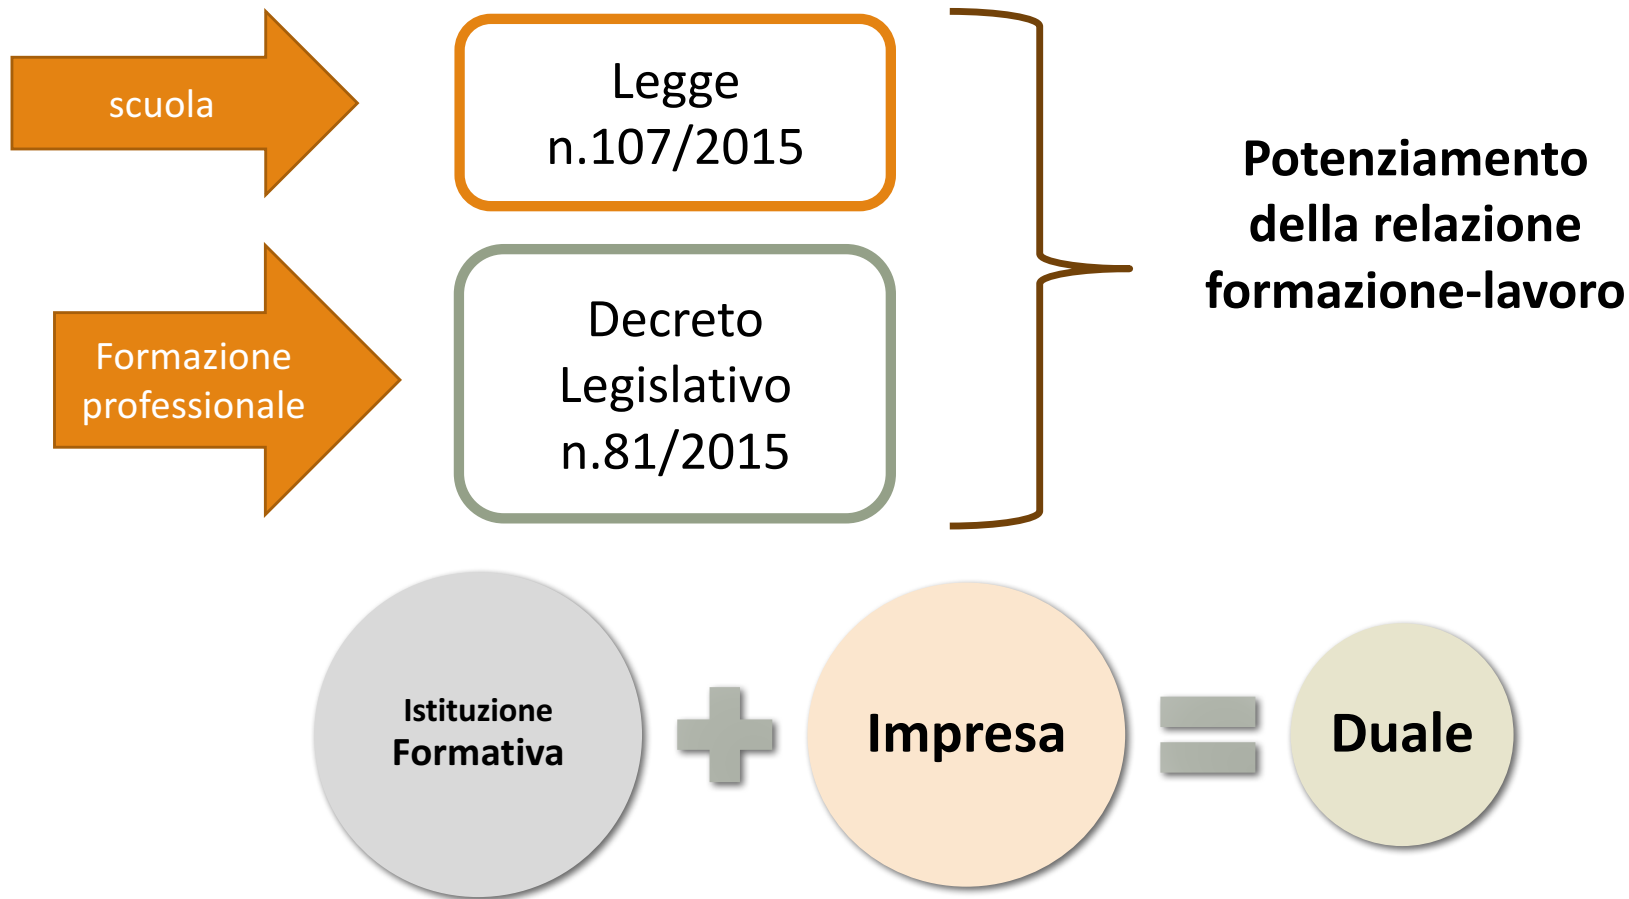 scuola
Legge
n.107/2015
Formazione
professionale
Decreto
Legislativo
n.81/2015
Potenziamento
della relazione
formazione-lavoro
Istituzione
Formativa
Impresa
Duale